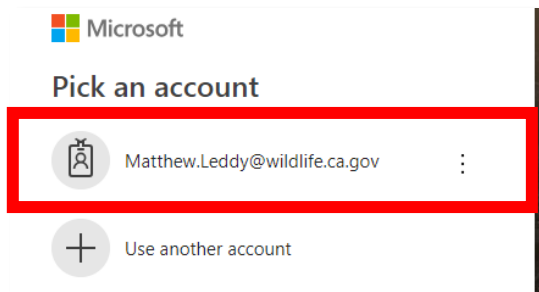 Microsoft
Pick an account
Matthew.Leddy@wildlife.ca.gov
Use another account